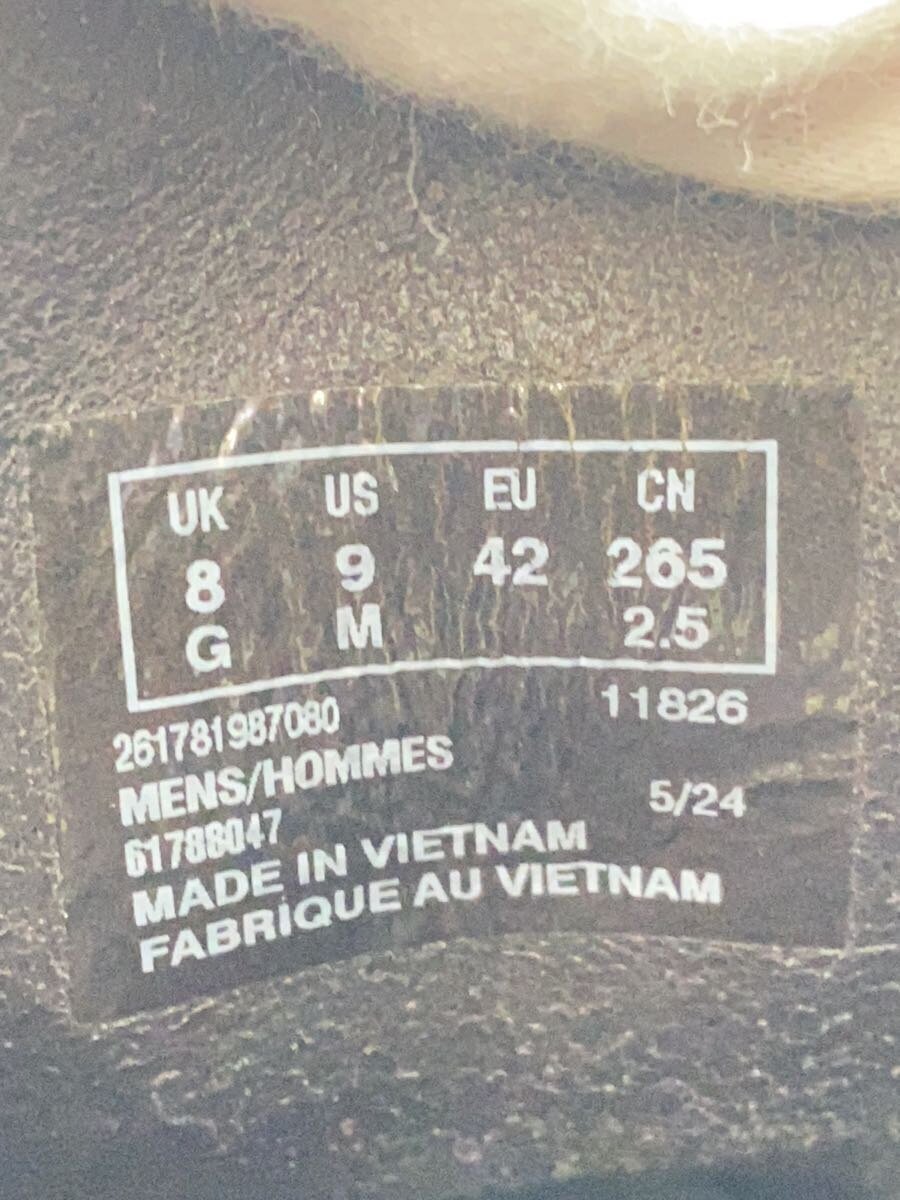 UK US EU CN
8 9 42 265
G M 2.5
261781987080 11826
MENS/HOMMES 5/24
61788047
MADE IN VIETNAM
FABRIQUE AU VIETNAM